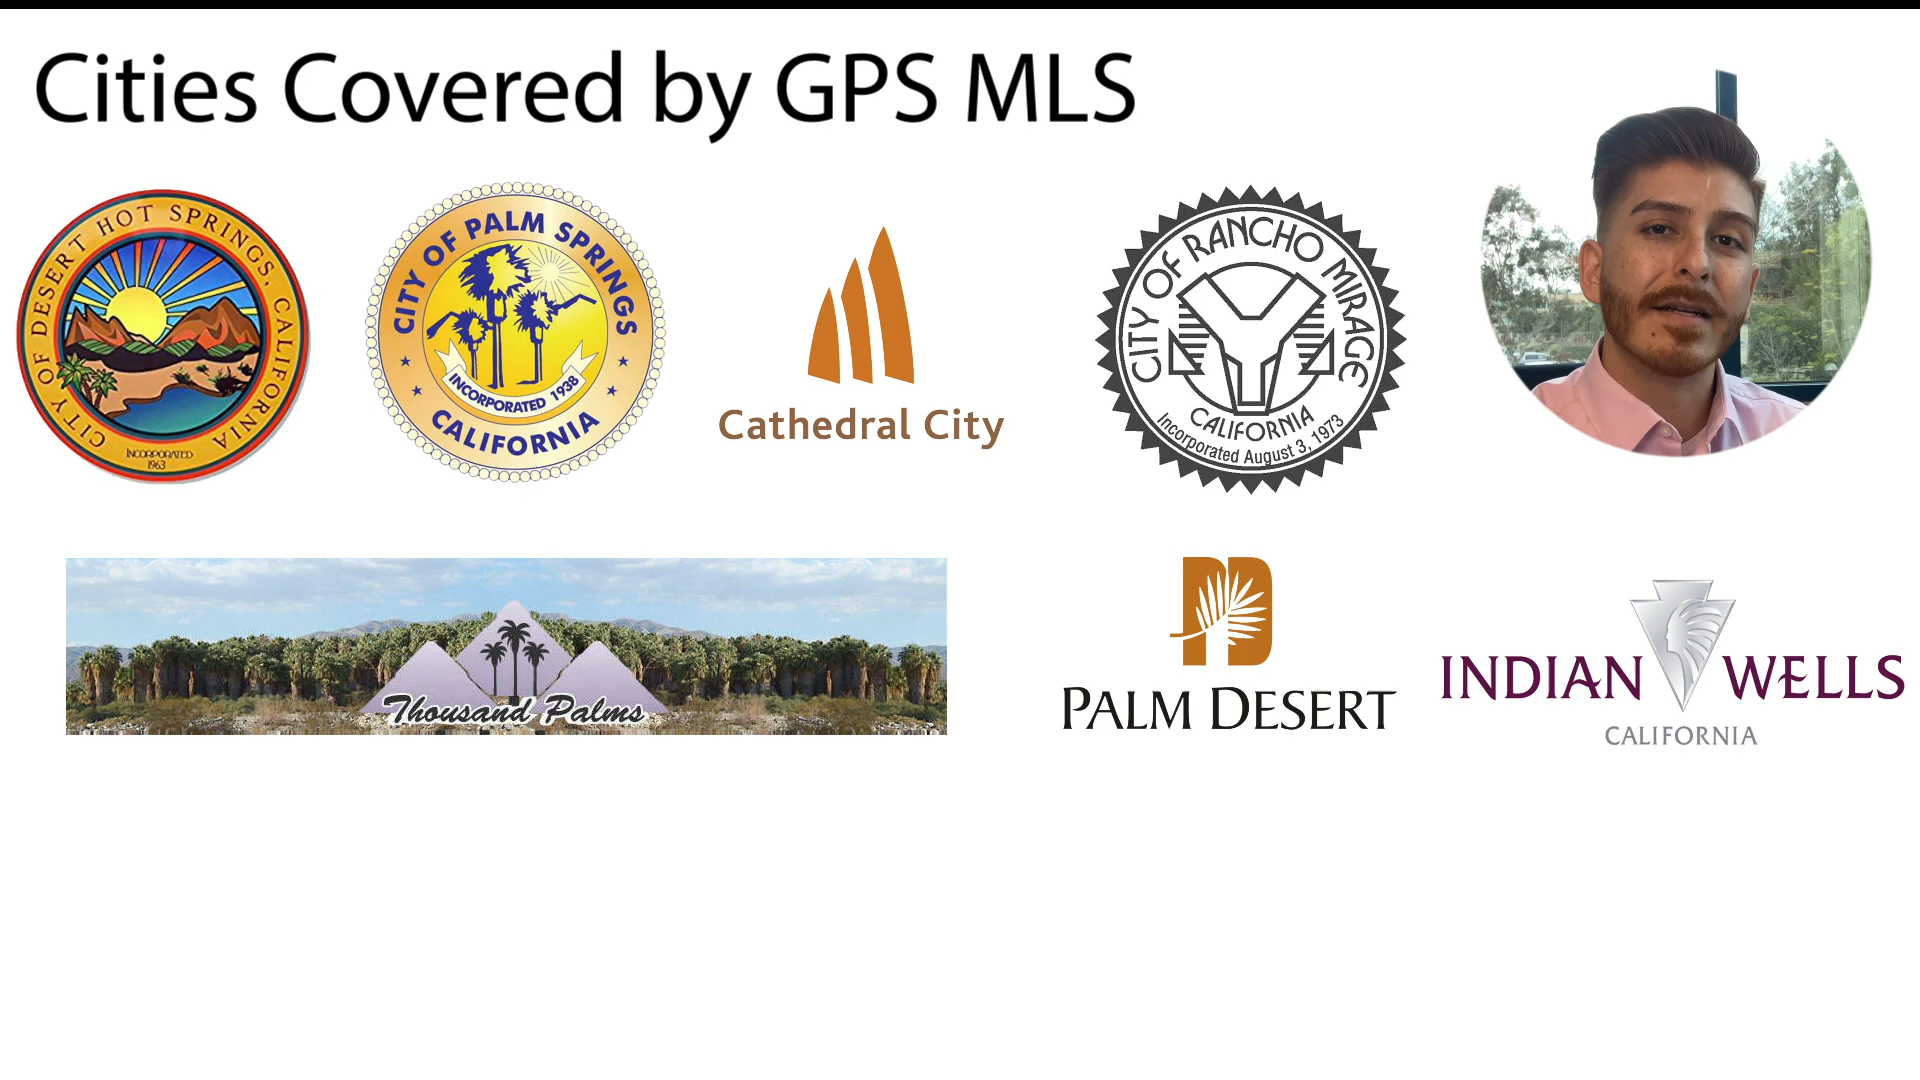 Cities Covered by GPS MLS
CITY OF DESERT HOT SPRINGS, CALIFORNIA
INCORPORATED
1963
CITY OF PALM SPRINGS
INCORPORATED 1938
CALIFORNIA
Cathedral City
CITY OF RANCHO MIRAGE
CALIFORNIA
Incorporated August 3, 1973
Thousand Palms
PALM DESERT
INDIAN WELLS
CALIFORNIA